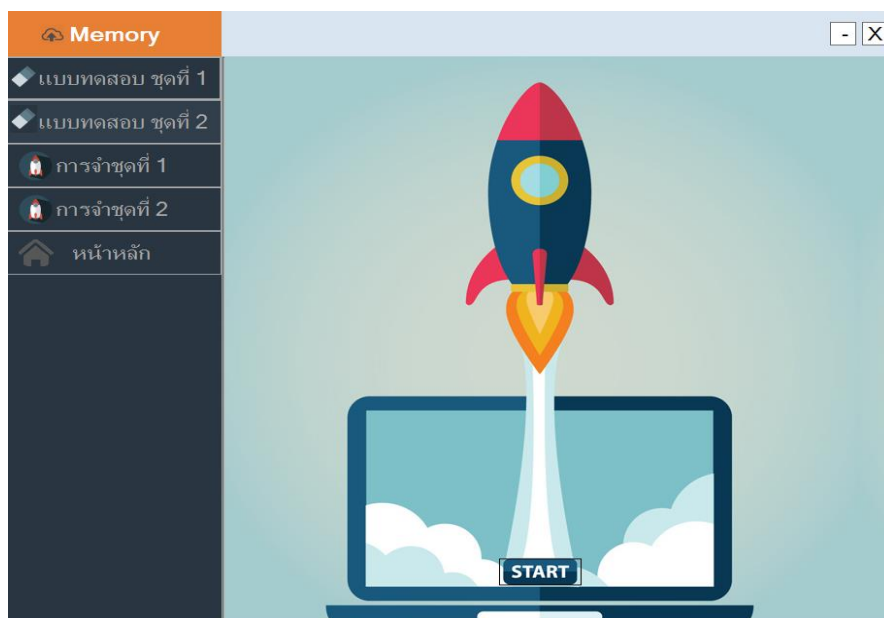 Memory
- X
แบบทดสอบ ชุดที่ 1
แบบทดสอบ ชุดที่ 2
การจำชุดที่ 1
การจำชุดที่ 2
หน้าหลัก
START